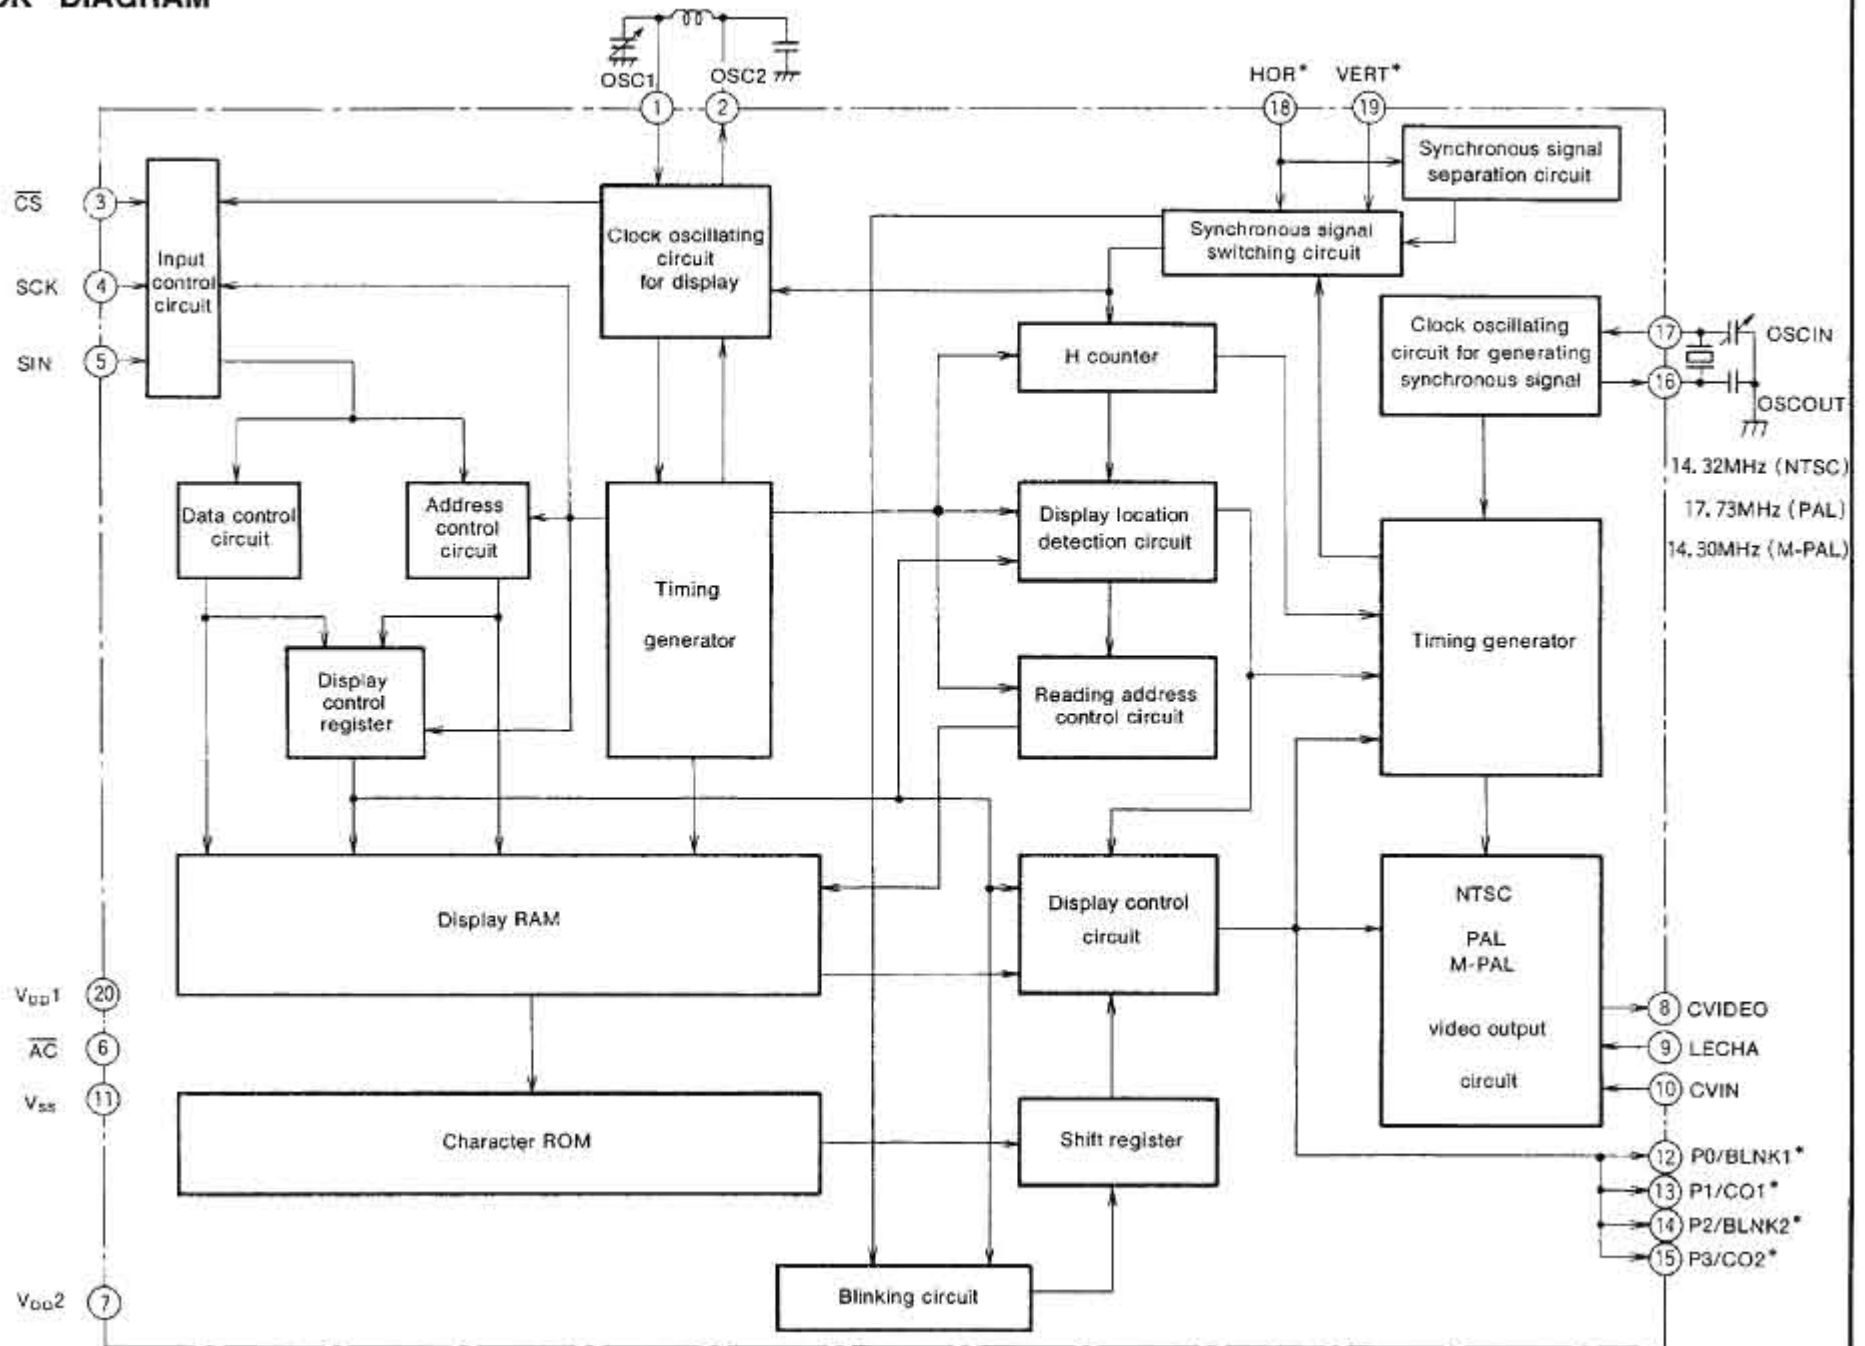 DIAGRAM
OSC1
OSC2
HOR*
VERT*
1
2
18
19
Synchronous signal
separation circuit
CS
3
Clock oscillating
circuit
for display
Synchronous signal
switching circuit
Input
control
circuit
SCK
4
SIN
5
H counter
Clock oscillating
circuit for generating
synchronous signal
17
OSCIN
16
OSCOUT
14.32MHz (NTSC)
17.73MHz (PAL)
14.30MHz (M-PAL)
Data control
circuit
Address
control
circuit
Timing
generator
Display location
detection circuit
Timing generator
Display
control
register
Reading address
control circuit
Display RAM
Display control
circuit
NTSC
PAL
M-PAL
video output
circuit
VDD1
20
AC
6
VSS
11
8
CVIDEO
9
LECHA
10
CVIN
Character ROM
Shift register
12
P0/BLNK1*
13
P1/CO1*
14
P2/BLNK2*
15
P3/CO2*
Blinking circuit
VDD2
7